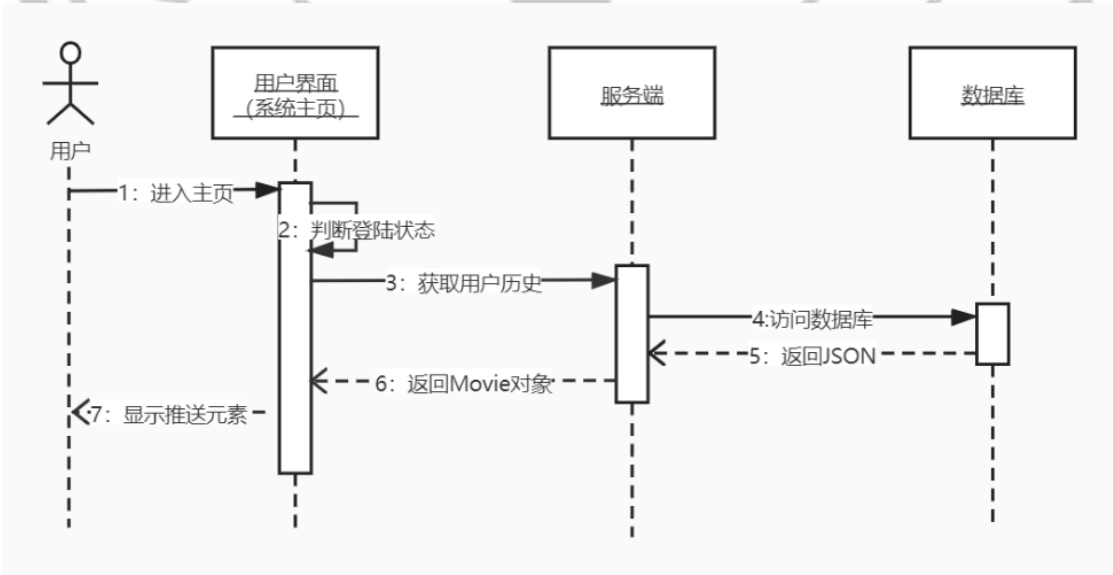 用户界面
（系统主页）
服务端
数据库
用户
1：进入主页
2：判断登陆状态
3：获取用户历史
4:访问数据库
5：返回JSON
6：返回Movie对象
7：显示推送元素